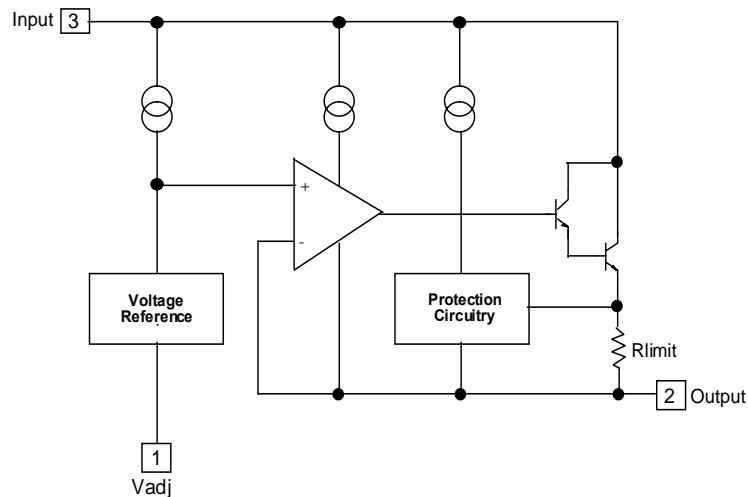 Input 3
+
-
Voltage
Reference
Protection
Circuitry
Rlimit
2 Output
1
Vadj